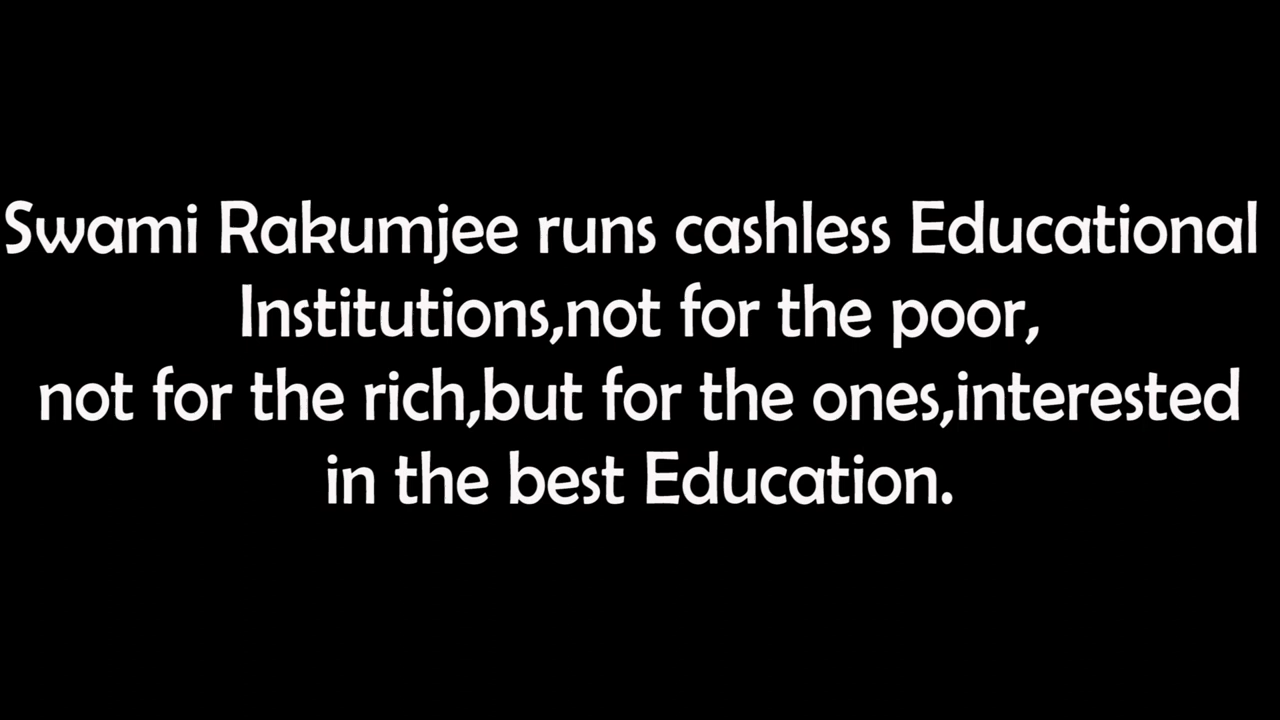 Swami Rakumjee runs cashless Educational
Institutions,not for the poor,
not for the rich,but for the ones,interested
in the best Education.